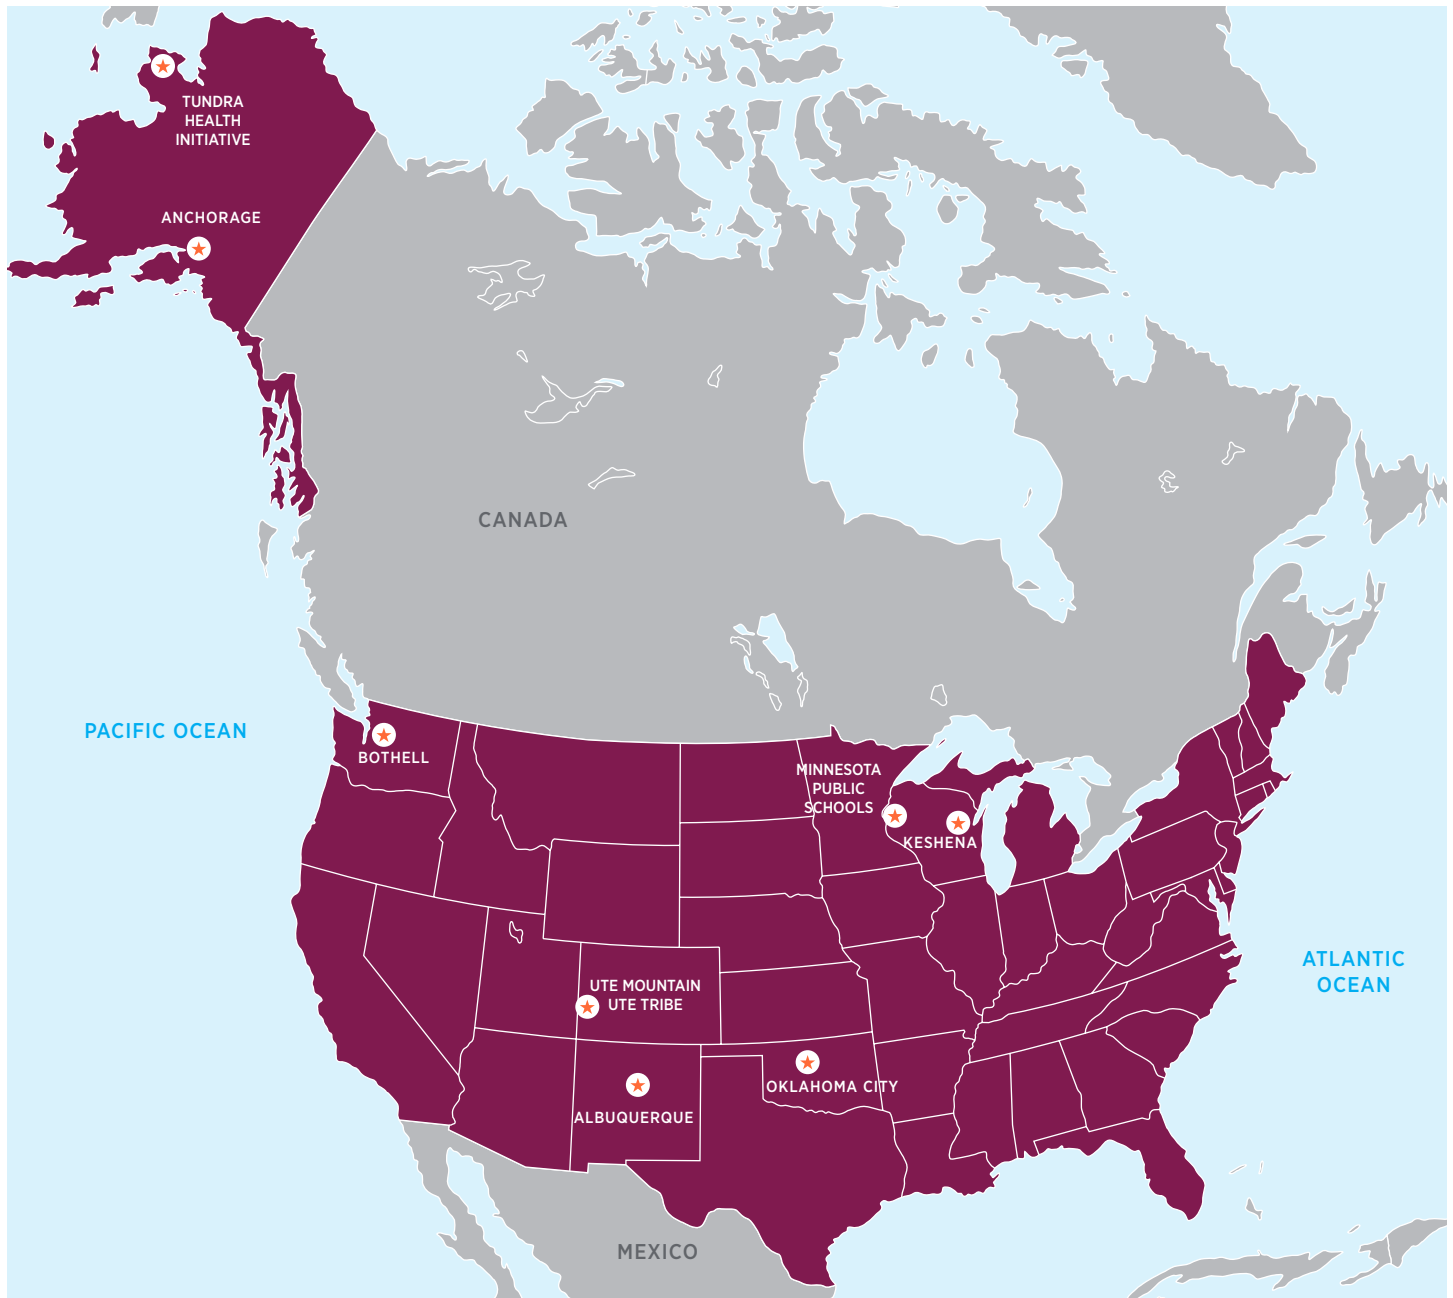 TUNDRA
HEALTH
INITIATIVE
ANCHORAGE
CANADA
PACIFIC OCEAN
BOTHELL
MINNESOTA
PUBLIC
SCHOOLS
KESHENA
ATLANTIC
OCEAN
UTE MOUNTAIN
UTE TRIBE
OKLAHOMA CITY
ALBUQUERQUE
MEXICO